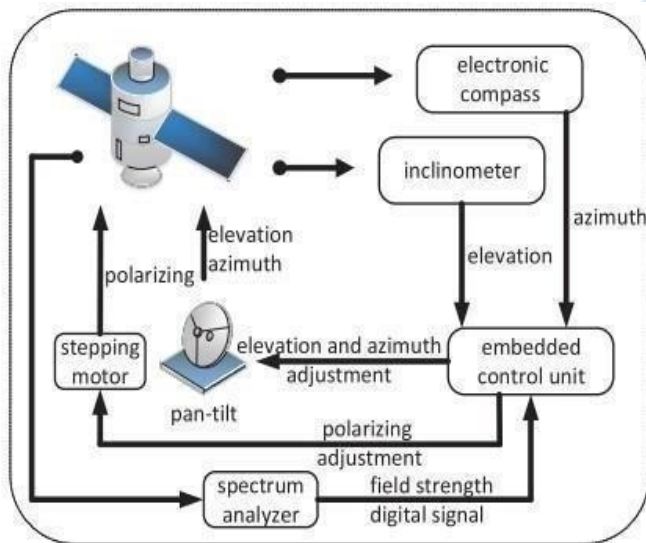 electronic
compass
inclinometer
azimuth
elevation
elevation
azimuth
polarizing
stepping
motor
pan-tilt
elevation and azimuth
adjustment
embedded
control unit
polarizing
adjustment
spectrum
analyzer
field strength
digital signal